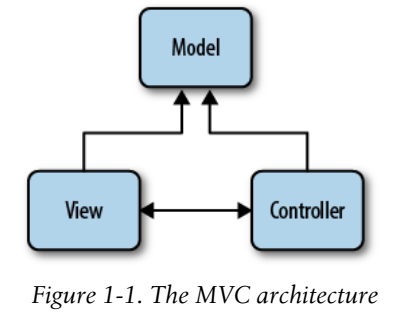 Model
View
Controller
Figure 1-1. The MVC architecture